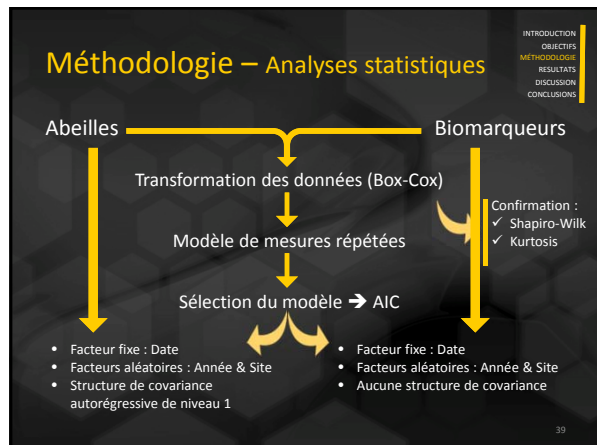 INTRODUCTION
OBJECTIFS
MÉTHODOLOGIE
RESULTATS
DISCUSSION
CONCLUSIONS
Méthodologie – Analyses statistiques
Abeilles
Biomarqueurs
Transformation des données (Box-Cox)
Confirmation :
✓ Shapiro-Wilk
✓ Kurtosis
Modèle de mesures répétées
Sélection du modèle ➔ AIC
• Facteur fixe : Date
• Facteurs aléatoires : Année & Site
• Structure de covariance
autorégressive de niveau 1
• Facteur fixe : Date
• Facteurs aléatoires : Année & Site
• Aucune structure de covariance
39